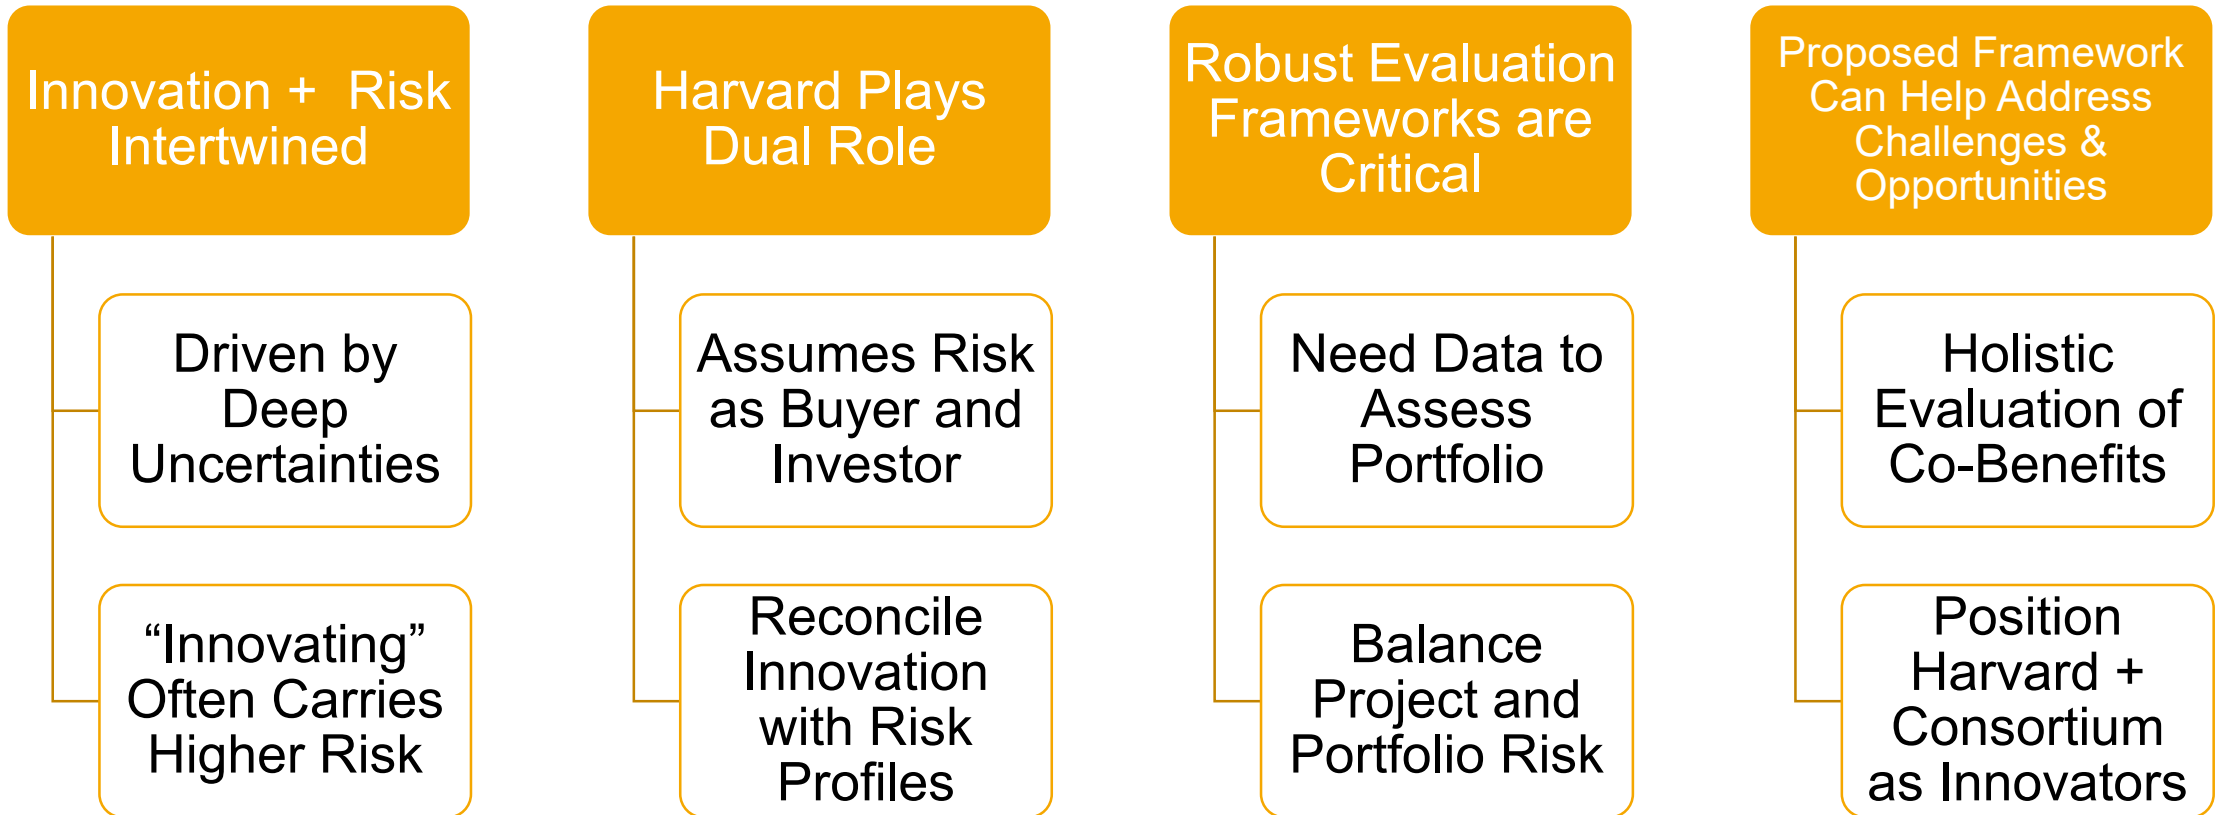 Innovation + Risk
Intertwined
Driven by
Deep
Uncertainties
“Innovating”
Often Carries
Higher Risk
Harvard Plays
Dual Role
Assumes Risk
as Buyer and
Investor
Reconcile
Innovation
with Risk
Profiles
Robust Evaluation
Frameworks are
Critical
Need Data to
Assess
Portfolio
Balance
Project and
Portfolio Risk
Proposed Framework
Can Help Address
Challenges &
Opportunities
Holistic
Evaluation of
Co-Benefits
Position
Harvard +
Consortium
as Innovators